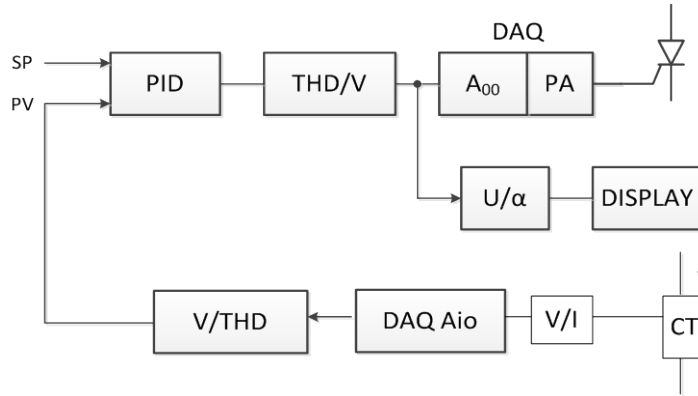 DAQ
SP
PID
THD/V
A00
PA
PV
U/α
DISPLAY
V/THD
DAQ Aio
V/I
CT